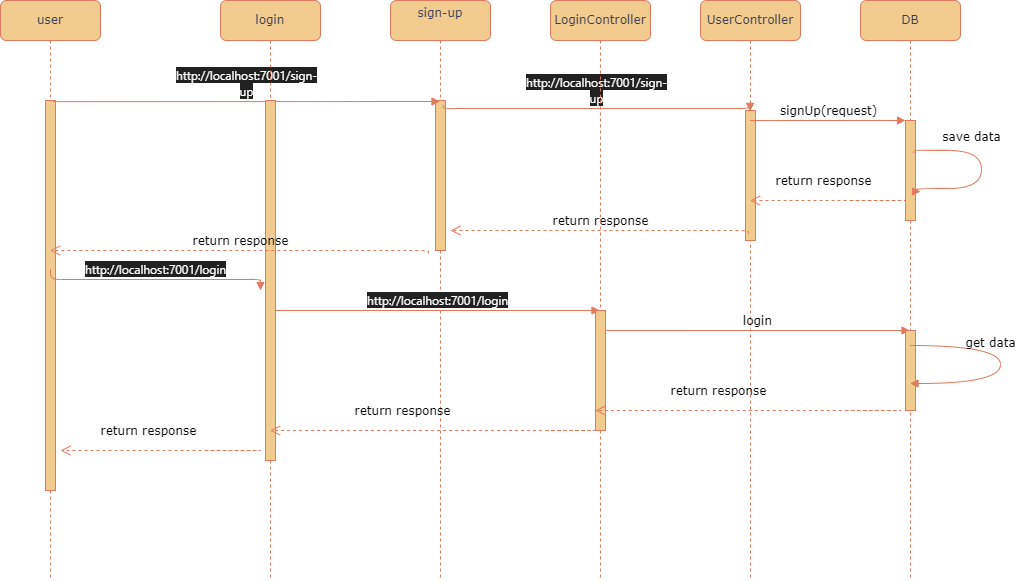 user
login
sign-up
LoginController
UserController
DB
http://localhost:7001/sign-
up
http://localhost:7001/sign-
up
signUp(request)
save data
return response
return response
return response
http://localhost:7001/login
http://localhost:7001/login
login
get data
return response
return response
return response